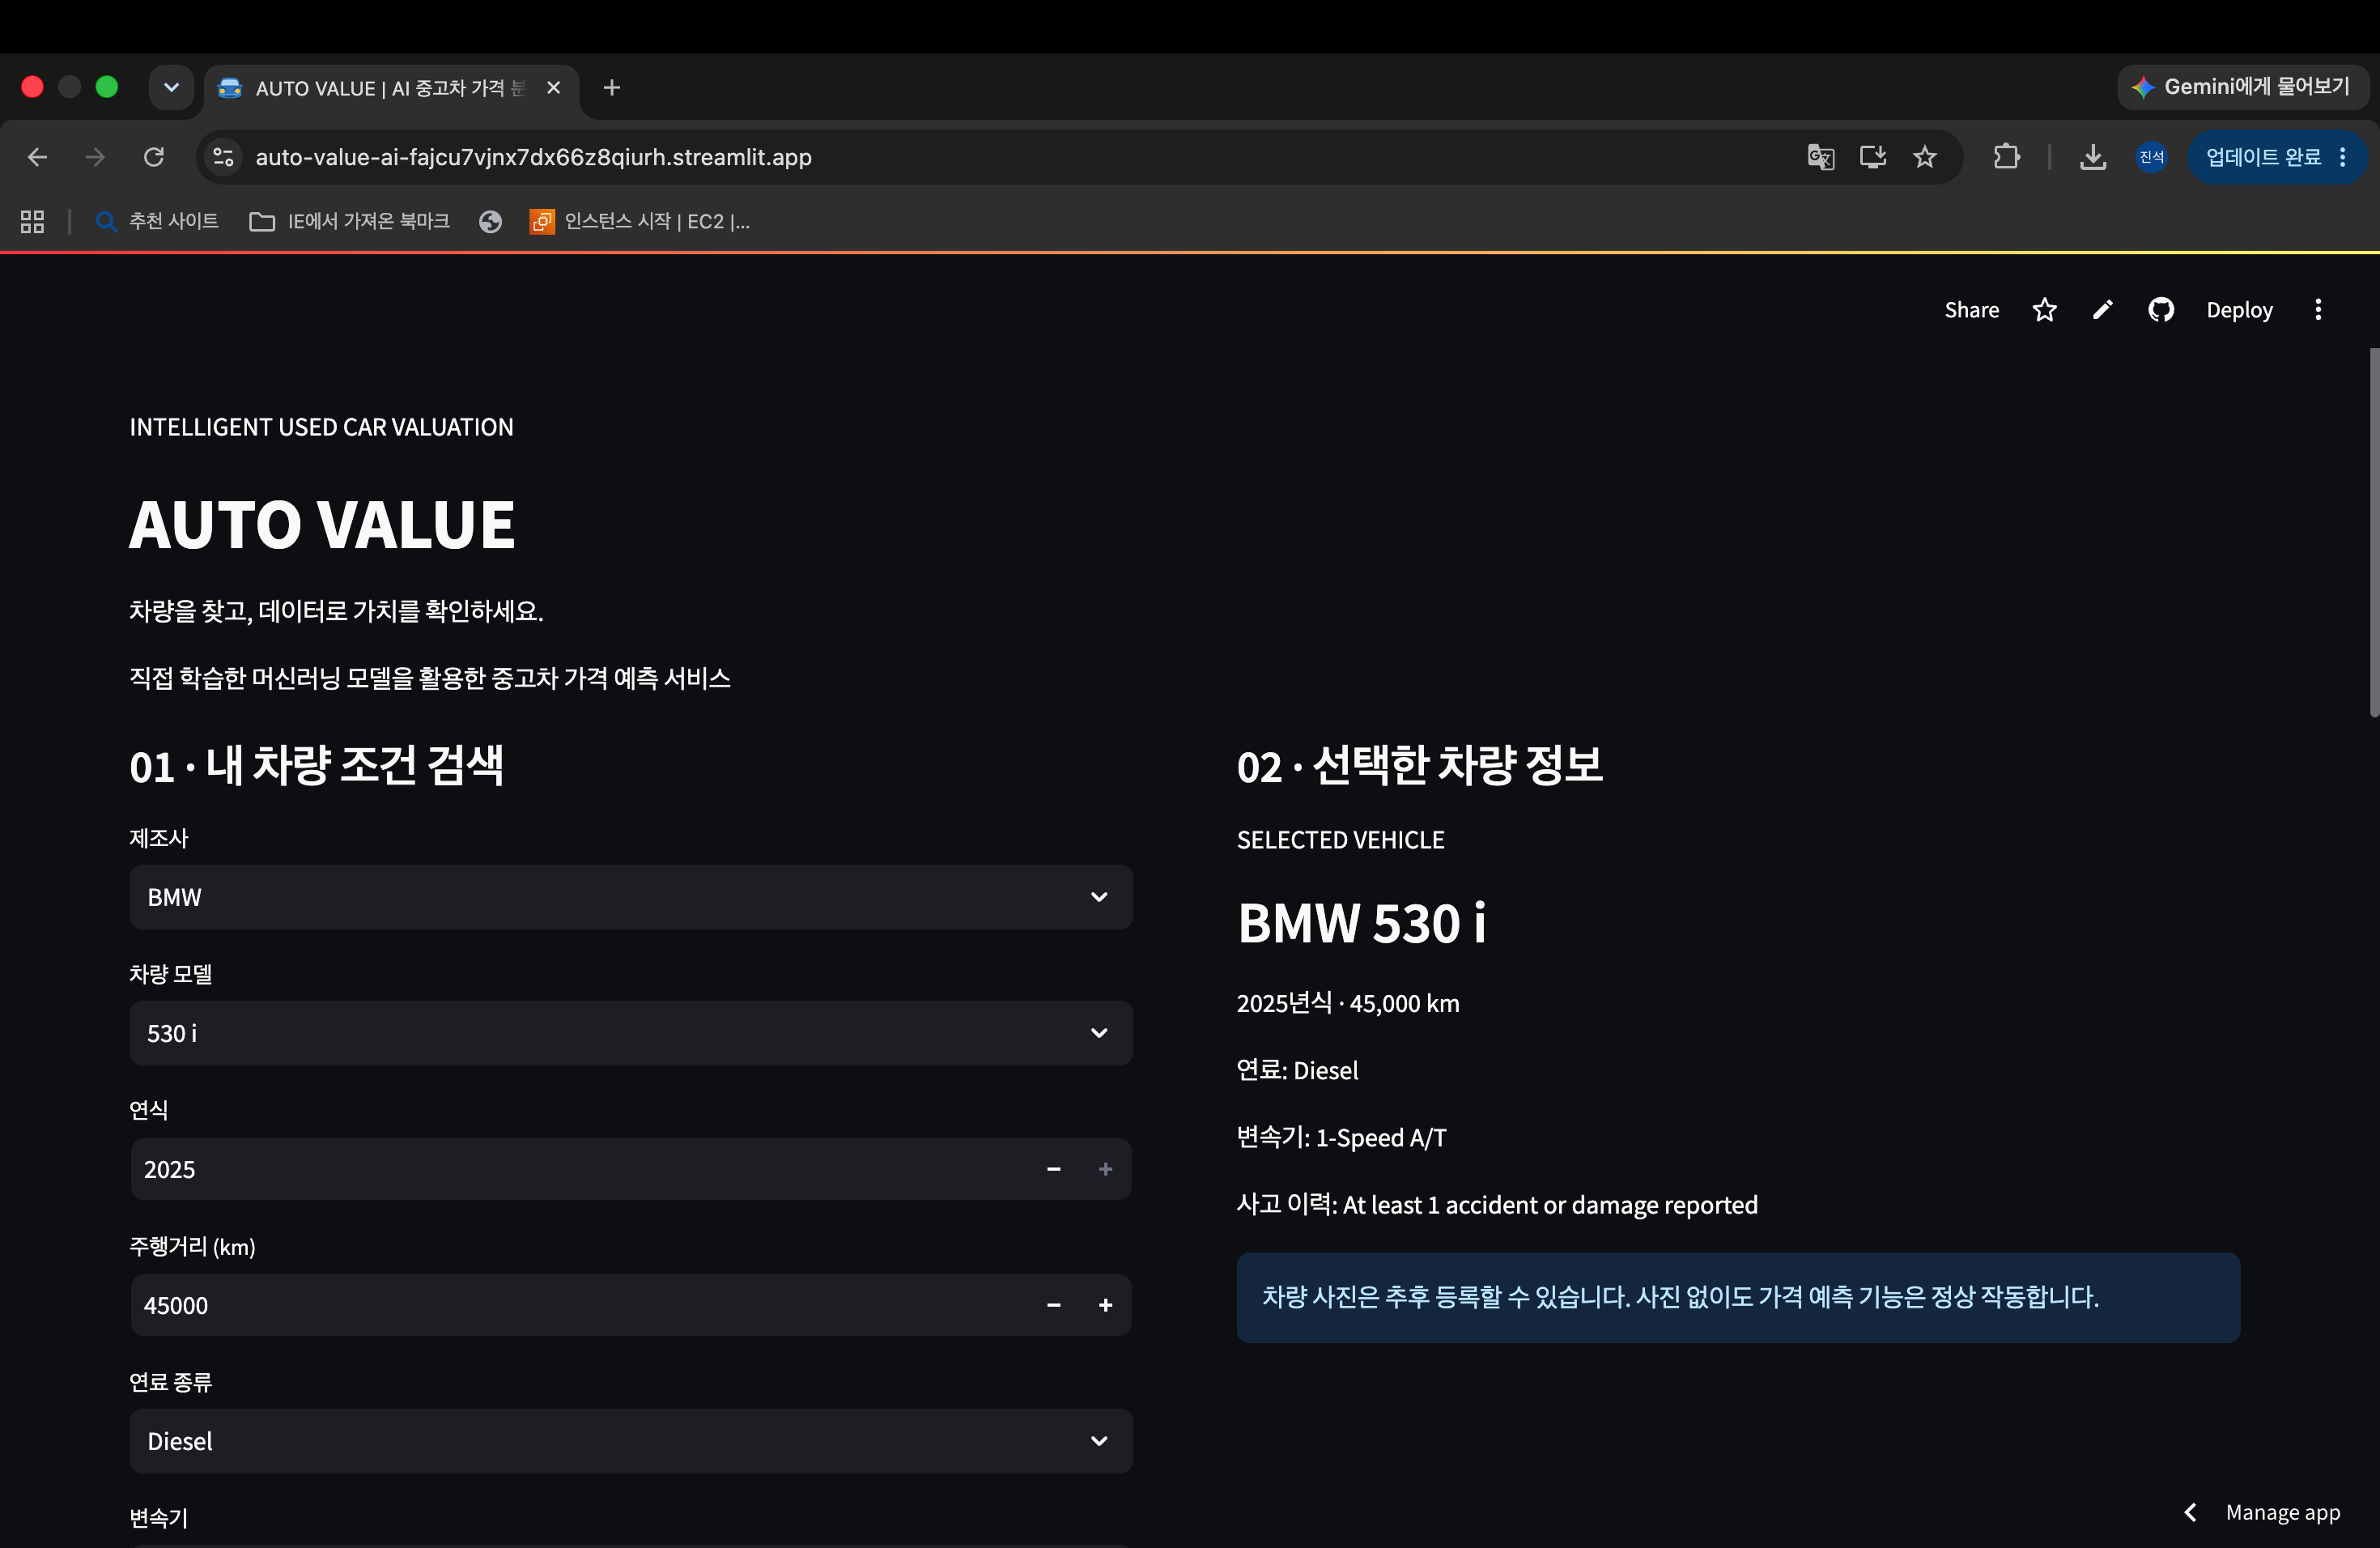 AUTO VALUE | AI 중고차 가격 분
Gemini에게 물어보기
auto-value-ai-fajcu7vjnx7dx66z8qiurh.streamlit.app
진석
업데이트 완료
추천 사이트
IE에서 가져온 북마크
인스턴스 시작 | EC2 |...
Share
Deploy
INTELLIGENT USED CAR VALUATION
AUTO VALUE
차량을 찾고, 데이터로 가치를 확인하세요.
직접 학습한 머신러닝 모델을 활용한 중고차 가격 예측 서비스
01 · 내 차량 조건 검색
제조사
BMW
차량 모델
530 i
연식
2025
주행거리 (km)
45000
연료 종류
Diesel
변속기
02 · 선택한 차량 정보
SELECTED VEHICLE
BMW 530 i
2025년식 · 45,000 km
연료: Diesel
변속기: 1-Speed A/T
사고 이력: At least 1 accident or damage reported
차량 사진은 추후 등록할 수 있습니다. 사진 없이도 가격 예측 기능은 정상 작동합니다.
Manage app